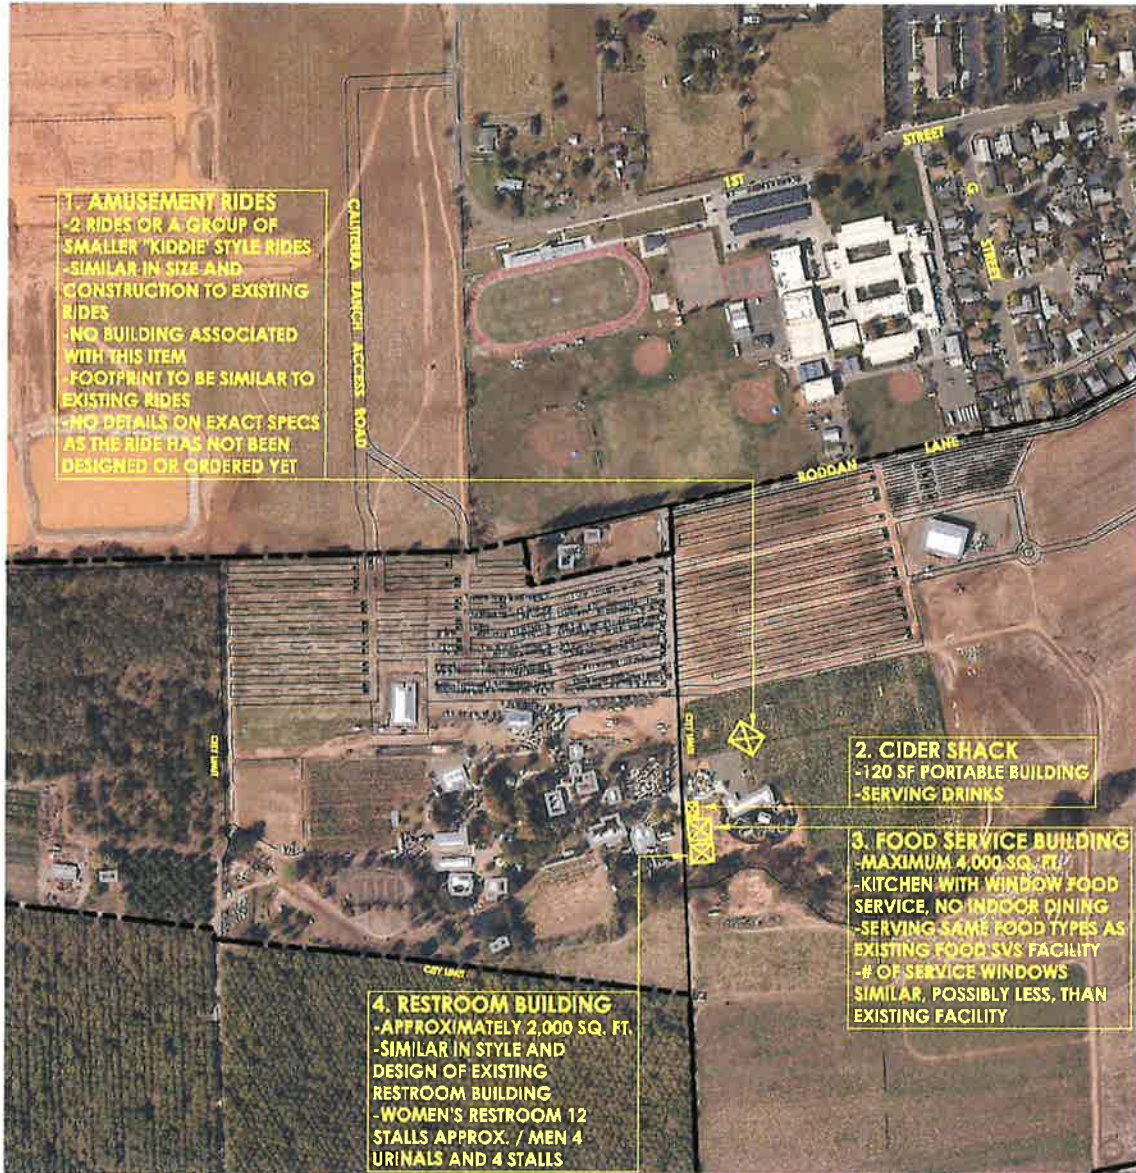 STREET
1ST
G
STREET
1. AMUSEMENT RIDES
-2 RIDES OR A GROUP OF
SMALLER "KIDDIE' STYLE RIDES
-SIMILAR IN SIZE AND
CONSTRUCTION TO EXISTING
RIDES
-NO BUILDING ASSOCIATED
WITH THIS ITEM
-FOOTPRINT TO BE SIMILAR TO
EXISTING RIDES
-NO DETAILS ON EXACT SPECS
AS THE RIDE HAS NOT BEEN
DESIGNED OR ORDERED YET
CALITERRA RANCH ACCESS ROAD
RODDAN LANE
CITY LIMIT
CITY LIMIT
2. CIDER SHACK
-120 SF PORTABLE BUILDING
-SERVING DRINKS
3. FOOD SERVICE BUILDING
-MAXIMUM 4,000 SQ. FT.
-KITCHEN WITH WINDOW FOOD
SERVICE, NO INDOOR DINING
-SERVING SAME FOOD TYPES AS
EXISTING FOOD SVS FACILITY
-# OF SERVICE WINDOWS
SIMILAR, POSSIBLY LESS, THAN
EXISTING FACILITY
CITY LIMIT
4. RESTROOM BUILDING
-APPROXIMATELY 2,000 SQ. FT.
-SIMILAR IN STYLE AND
DESIGN OF EXISTING
RESTROOM BUILDING
-WOMEN'S RESTROOM 12
STALLS APPROX. / MEN 4
URINALS AND 4 STALLS